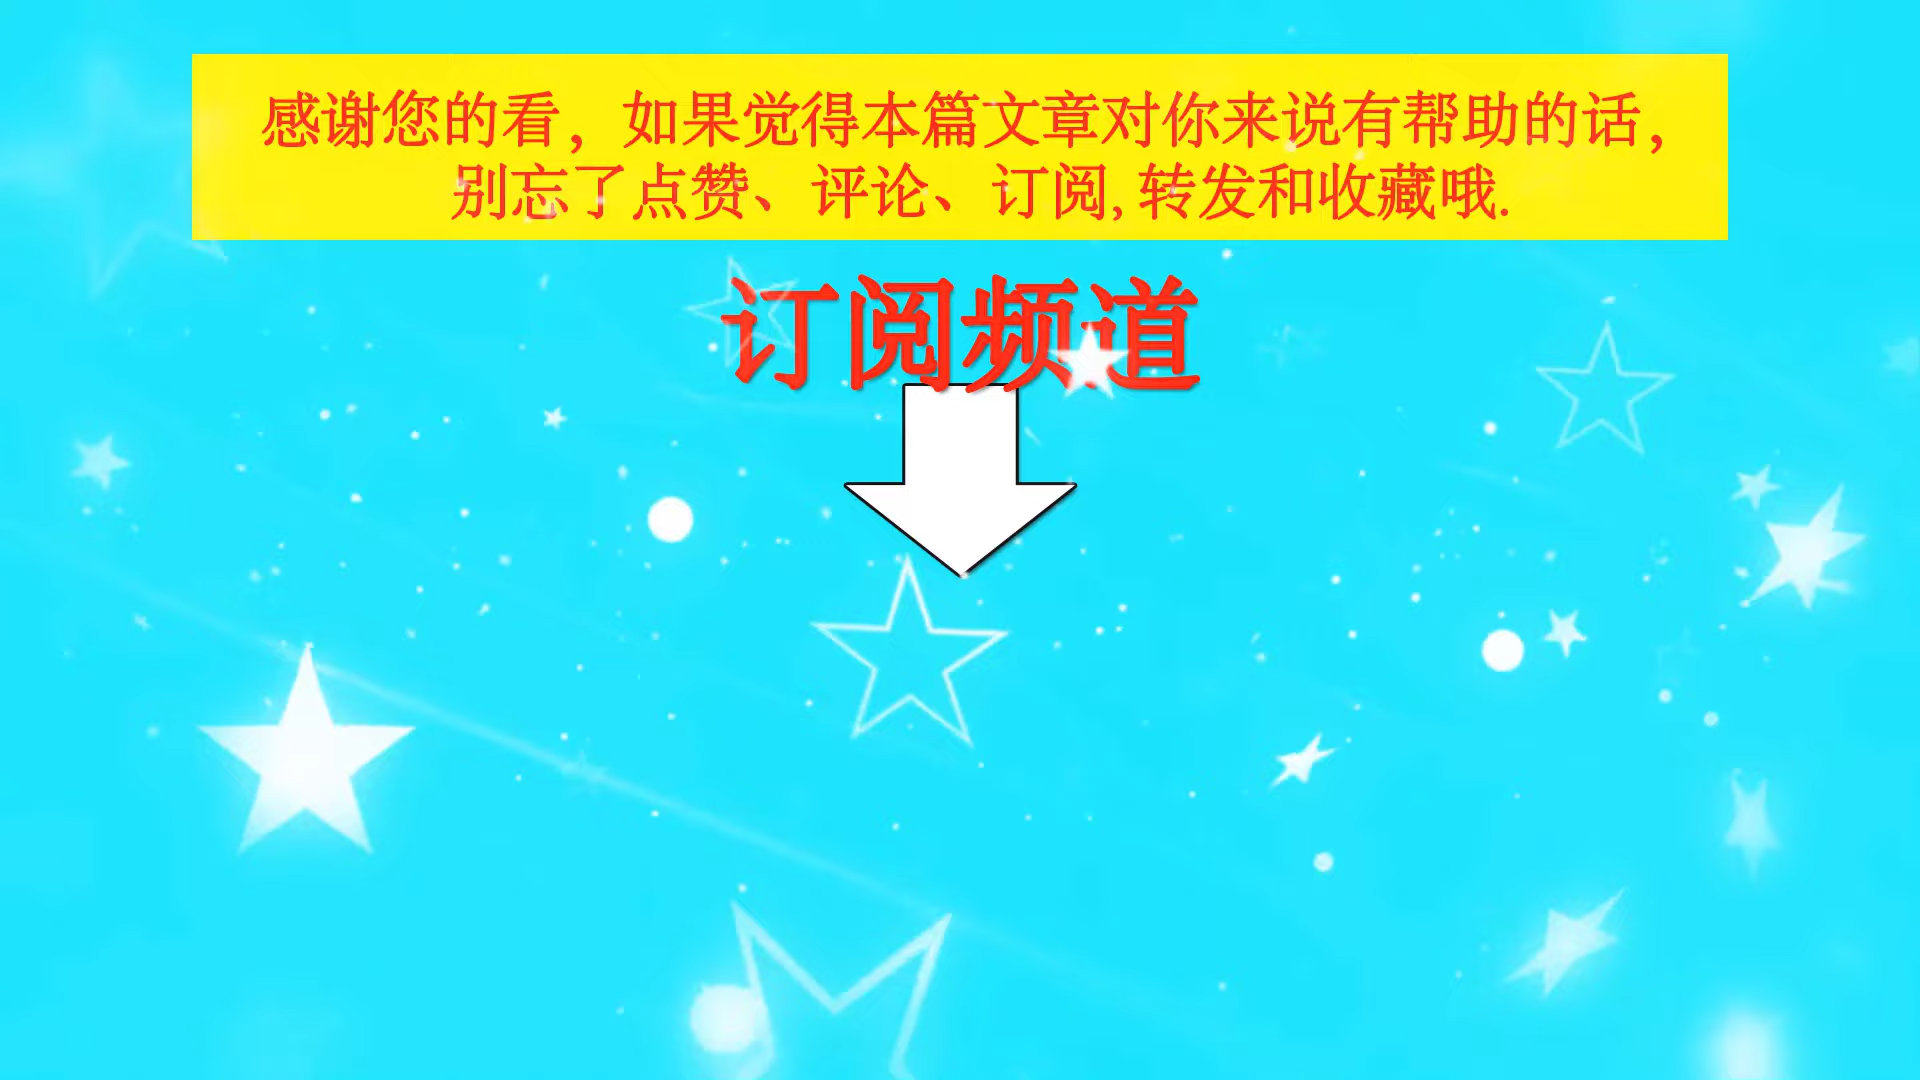 感谢您的看，如果觉得本篇文章对你来说有帮助的话，
别忘了点赞、评论、订阅,转发和收藏哦.
订阅频道